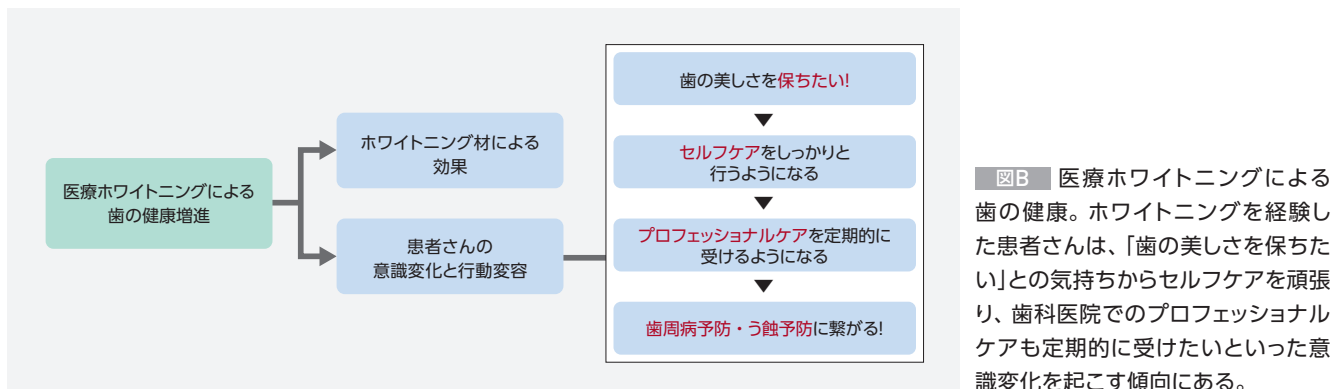 医療ホワイトニングによる
歯の健康増進
ホワイトニング材による
効果
患者さんの
意識変化と行動変容
歯の美しさを保ちたい!
セルフケアをしっかりと
行うようになる
プロフェッショナルケアを定期的に
受けるようになる
歯周病予防・う蝕予防に繋がる!
図B 医療ホワイトニングによる
歯の健康。ホワイトニングを経験し
た患者さんは、「歯の美しさを保ちた
い」との気持ちからセルフケアを頑張
り、歯科医院でのプロフェッショナル
ケアも定期的に受けたいといった意
識変化を起こす傾向にある。